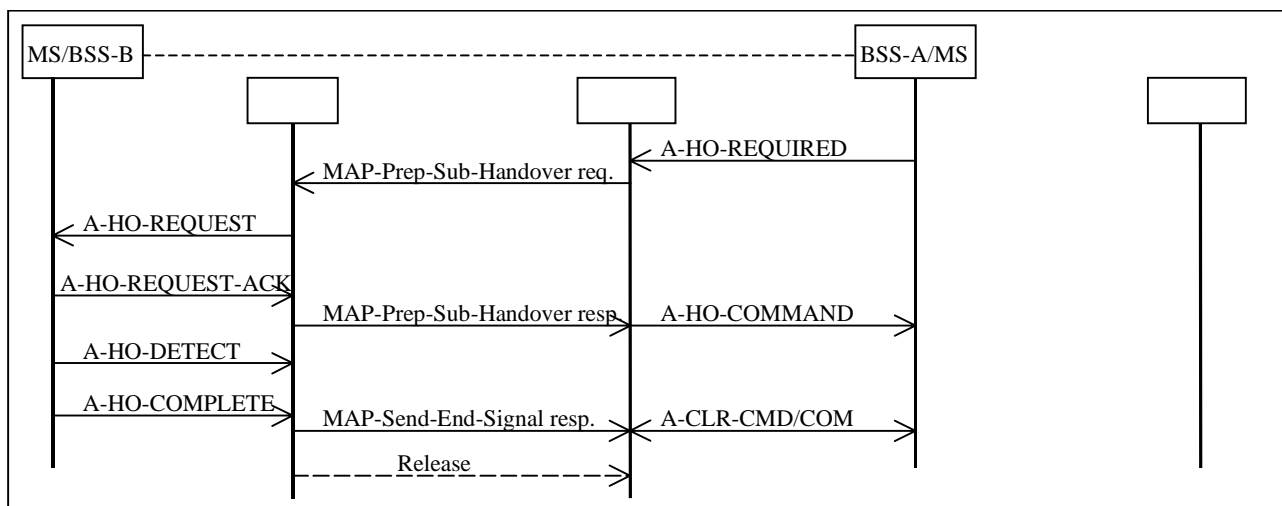 MS/BSS-B
BSS-A/MS
A-HO-REQUIRED
MAP-Prep-Sub-Handover req.
A-HO-REQUEST
A-HO-REQUEST-ACK
MAP-Prep-Sub-Handover resp.
A-HO-COMMAND
A-HO-DETECT
A-HO-COMPLETE
MAP-Send-End-Signal resp.
A-CLR-CMD/COM
Release